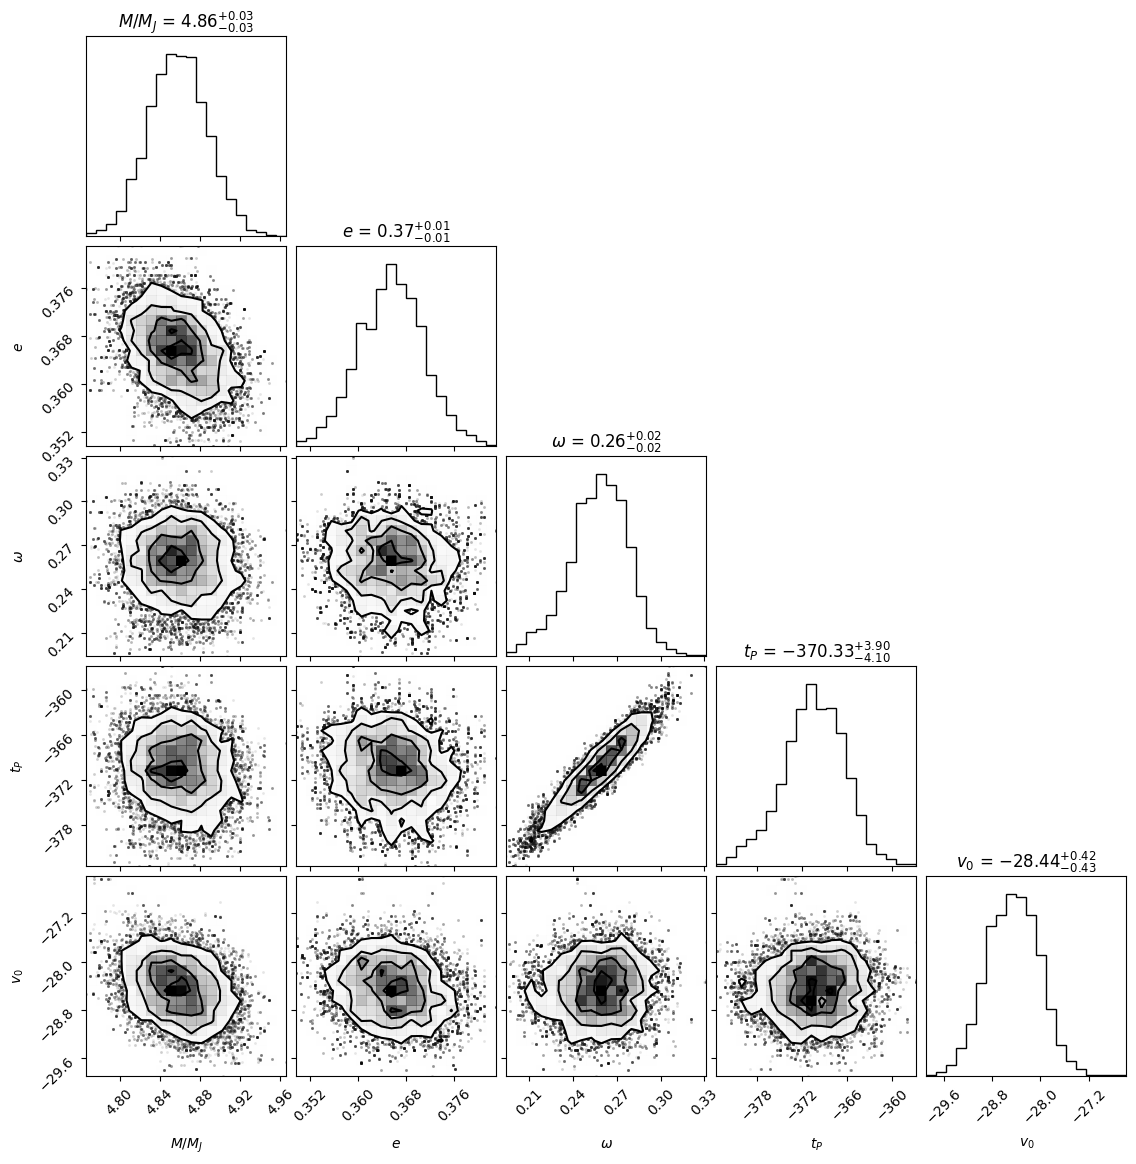 M/M_J = 4.86^{+0.03}_{-0.03}
e = 0.37^{+0.01}_{-0.01}
e
0.376
0.368
0.360
0.352
ω = 0.26^{+0.02}_{-0.02}
ω
0.33
0.30
0.27
0.24
0.21
t_P = −370.33^{+3.90}_{-4.10}
t_P
−360
−366
−372
−378
v_0 = −28.44^{+0.42}_{-0.43}
v_0
−27.2
−28.0
−28.8
−29.6
4.80 4.84 4.88 4.92 4.96 0.352 0.360 0.368 0.376 0.21 0.24 0.27 0.30 0.33 −378 −372 −366 −360 −29.6 −28.8 −28.0 −27.2
M/M_J e ω t_P v_0